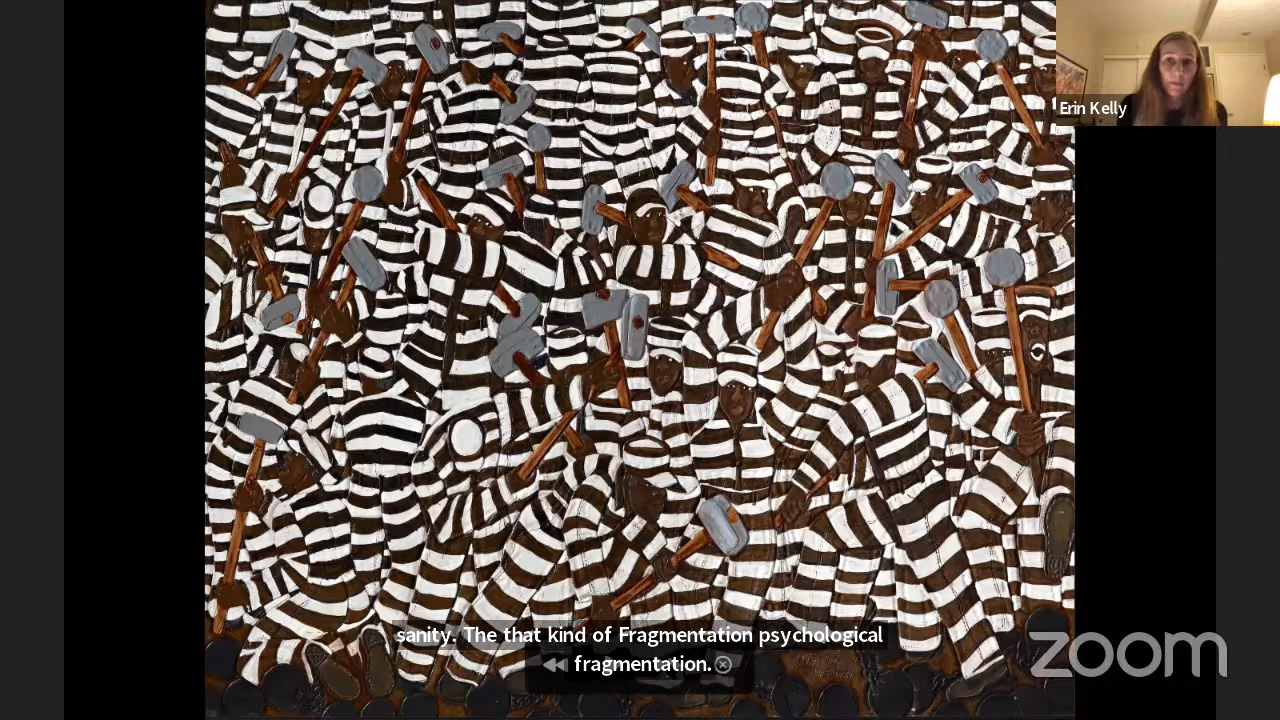 Erin Kelly
sanity. The that kind of Fragmentation psychological
fragmentation.
zoom